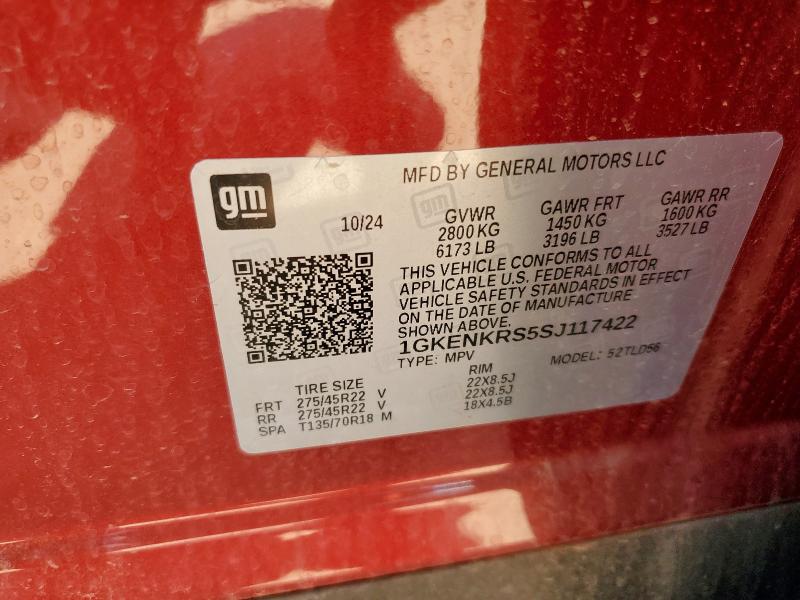 gm
MFD BY GENERAL MOTORS LLC
10/24
GVWR GAWR FRT GAWR RR
2800 KG 1450 KG 1600 KG
6173 LB 3196 LB 3527 LB
THIS VEHICLE CONFORMS TO ALL
APPLICABLE U.S. FEDERAL MOTOR
VEHICLE SAFETY STANDARDS IN EFFECT
ON THE DATE OF MANUFACTURE
SHOWN ABOVE.
1GKENKRS5SJ117422
TYPE: MPV MODEL: 52TLD56
TIRE SIZE RIM
FRT 275/45R22 V 22X8.5J
RR 275/45R22 V 22X8.5J
SPA T135/70R18 M 18X4.5B